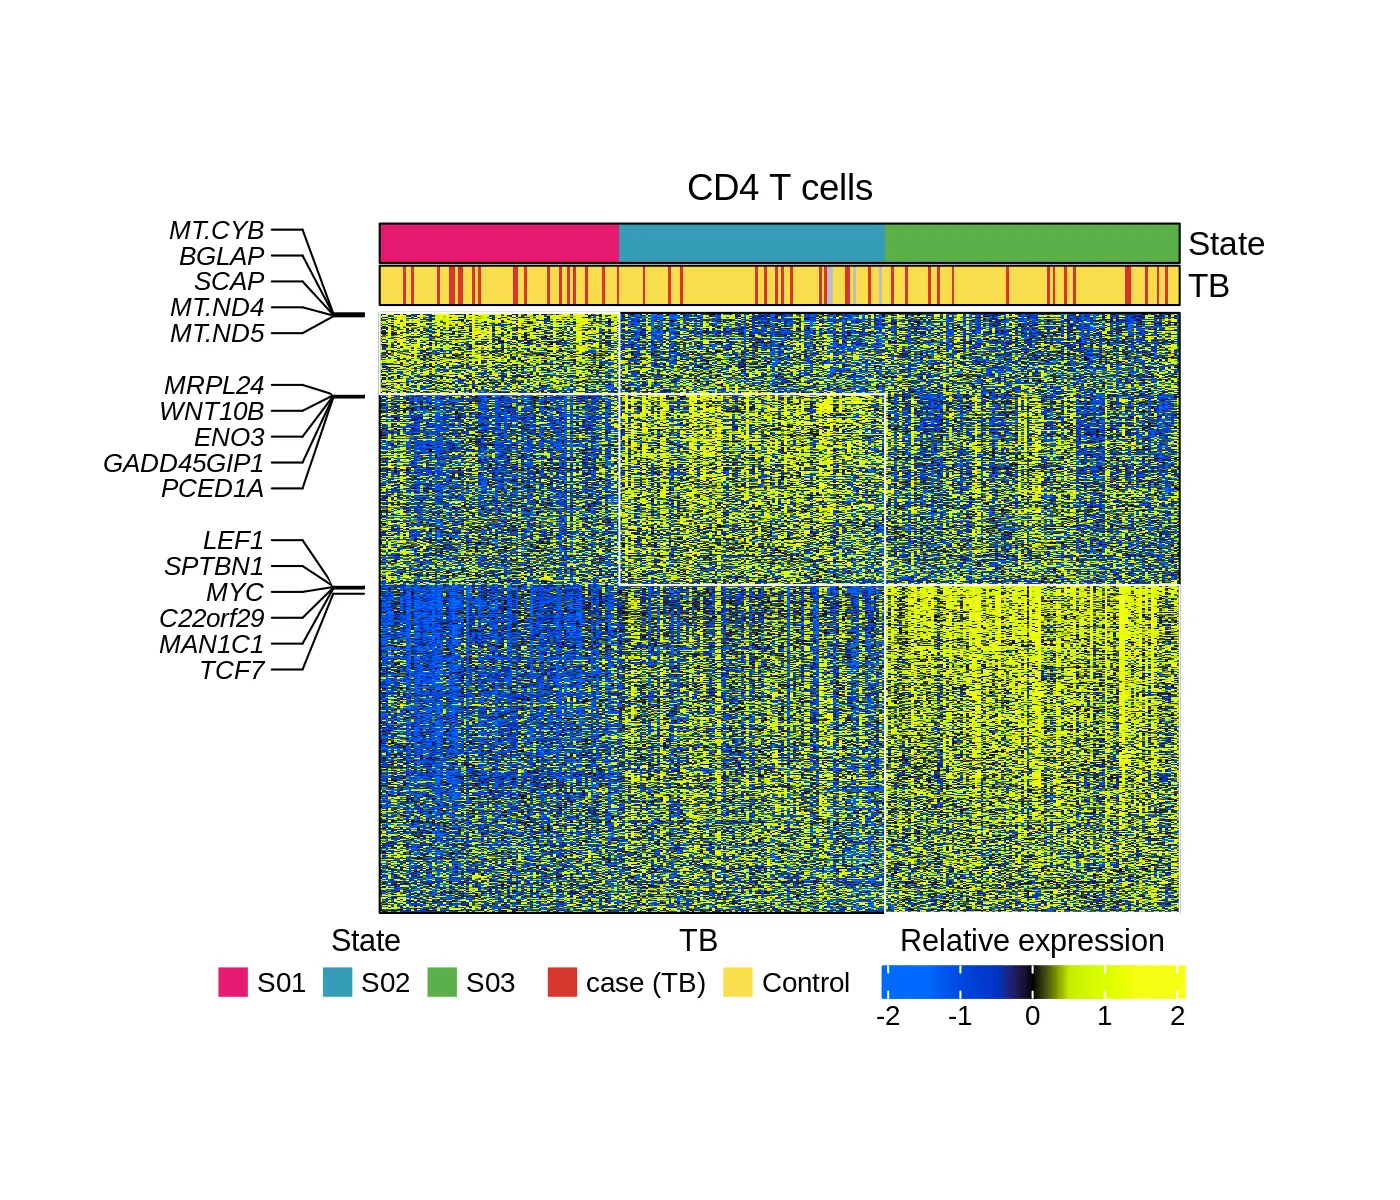 CD4 T cells
State
TB
MT.CYB
BGLAP
SCAP
MT.ND4
MT.ND5
MRPL24
WNT10B
ENO3
GADD45GIP1
PCED1A
LEF1
SPTBN1
MYC
C22orf29
MAN1C1
TCF7
State
S01 S02 S03
TB
case (TB) Control
Relative expression
-2 -1 0 1 2